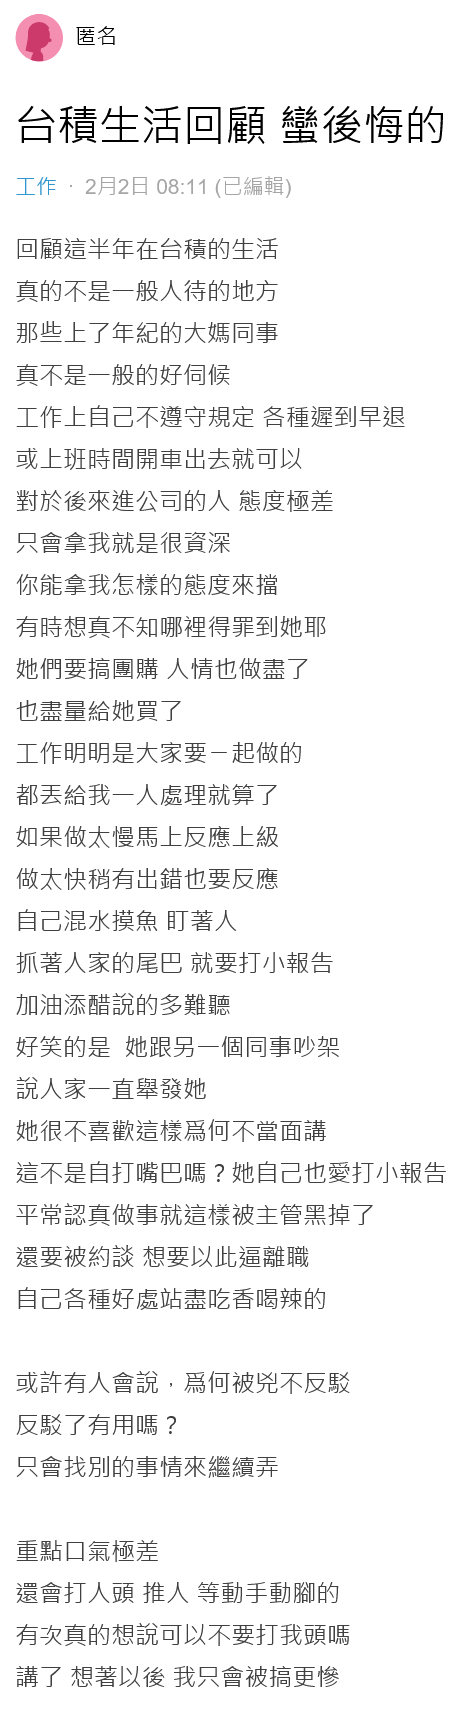 匿名
台積生活回顧 蠻後悔的
工作 · 2月2日 08:11 (已編輯)
回顧這半年在台積的生活
真的不是一般人待的地方
那些上了年紀的大媽同事
真不是一般的好伺候
工作上自己不遵守規定 各種遲到早退
或上班時間開車出去就可以
對於後來進公司的人 態度極差
只會拿我就是很資深
你能拿我怎樣的態度來擋
有時想真不知哪裡得罪到她耶
她們要搞團購 人情也做盡了
也盡量給她買了
工作明明是大家要－起做的
都丟給我一人處理就算了
如果做太慢馬上反應上級
做太快稍有出錯也要反應
自己混水摸魚 盯著人
抓著人家的尾巴 就要打小報告
加油添醋說的多難聽
好笑的是  她跟另一個同事吵架
說人家一直舉發她
她很不喜歡這樣爲何不當面講
這不是自打嘴巴嗎？她自己也愛打小報告
平常認真做事就這樣被主管黑掉了
還要被約談 想要以此逼離職
自己各種好處站盡吃香喝辣的
或許有人會說，爲何被兇不反駁
反駁了有用嗎？
只會找別的事情來繼續弄
重點口氣極差
還會打人頭 推人 等動手動腳的
有次真的想說可以不要打我頭嗎
講了 想著以後 我只會被搞更慘